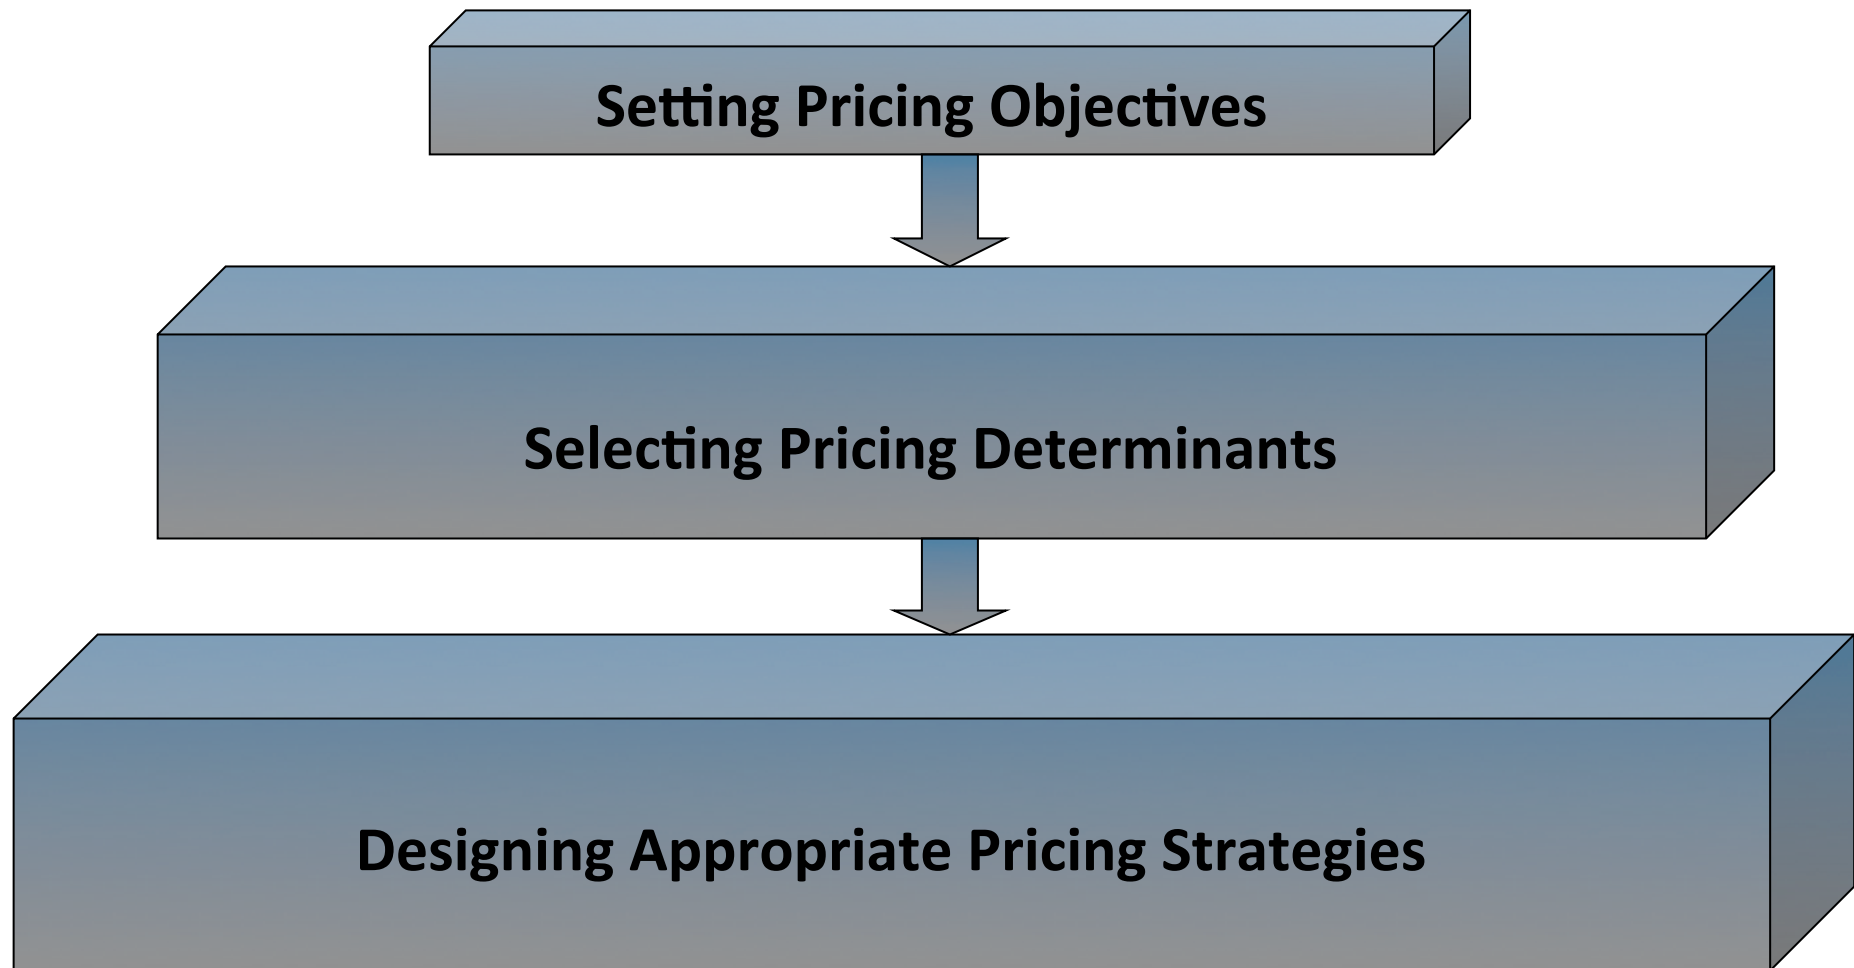 Setting Pricing Objectives
Selecting Pricing Determinants
Designing Appropriate Pricing Strategies